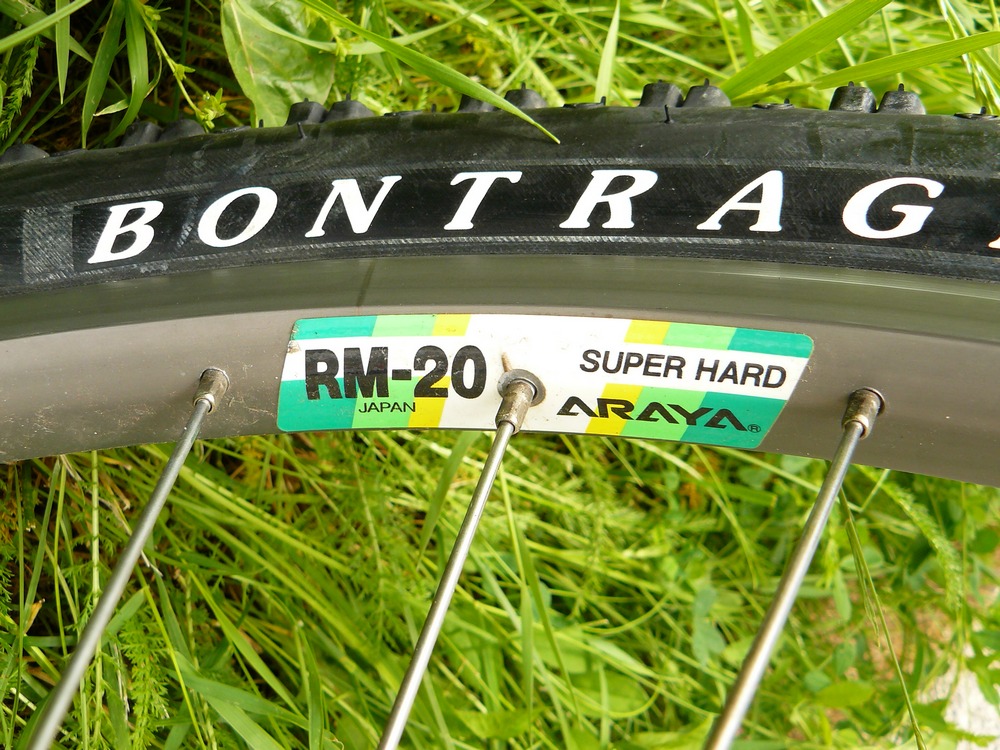 BONTRAG
RM-20
JAPAN
SUPER HARD
ARAYA®